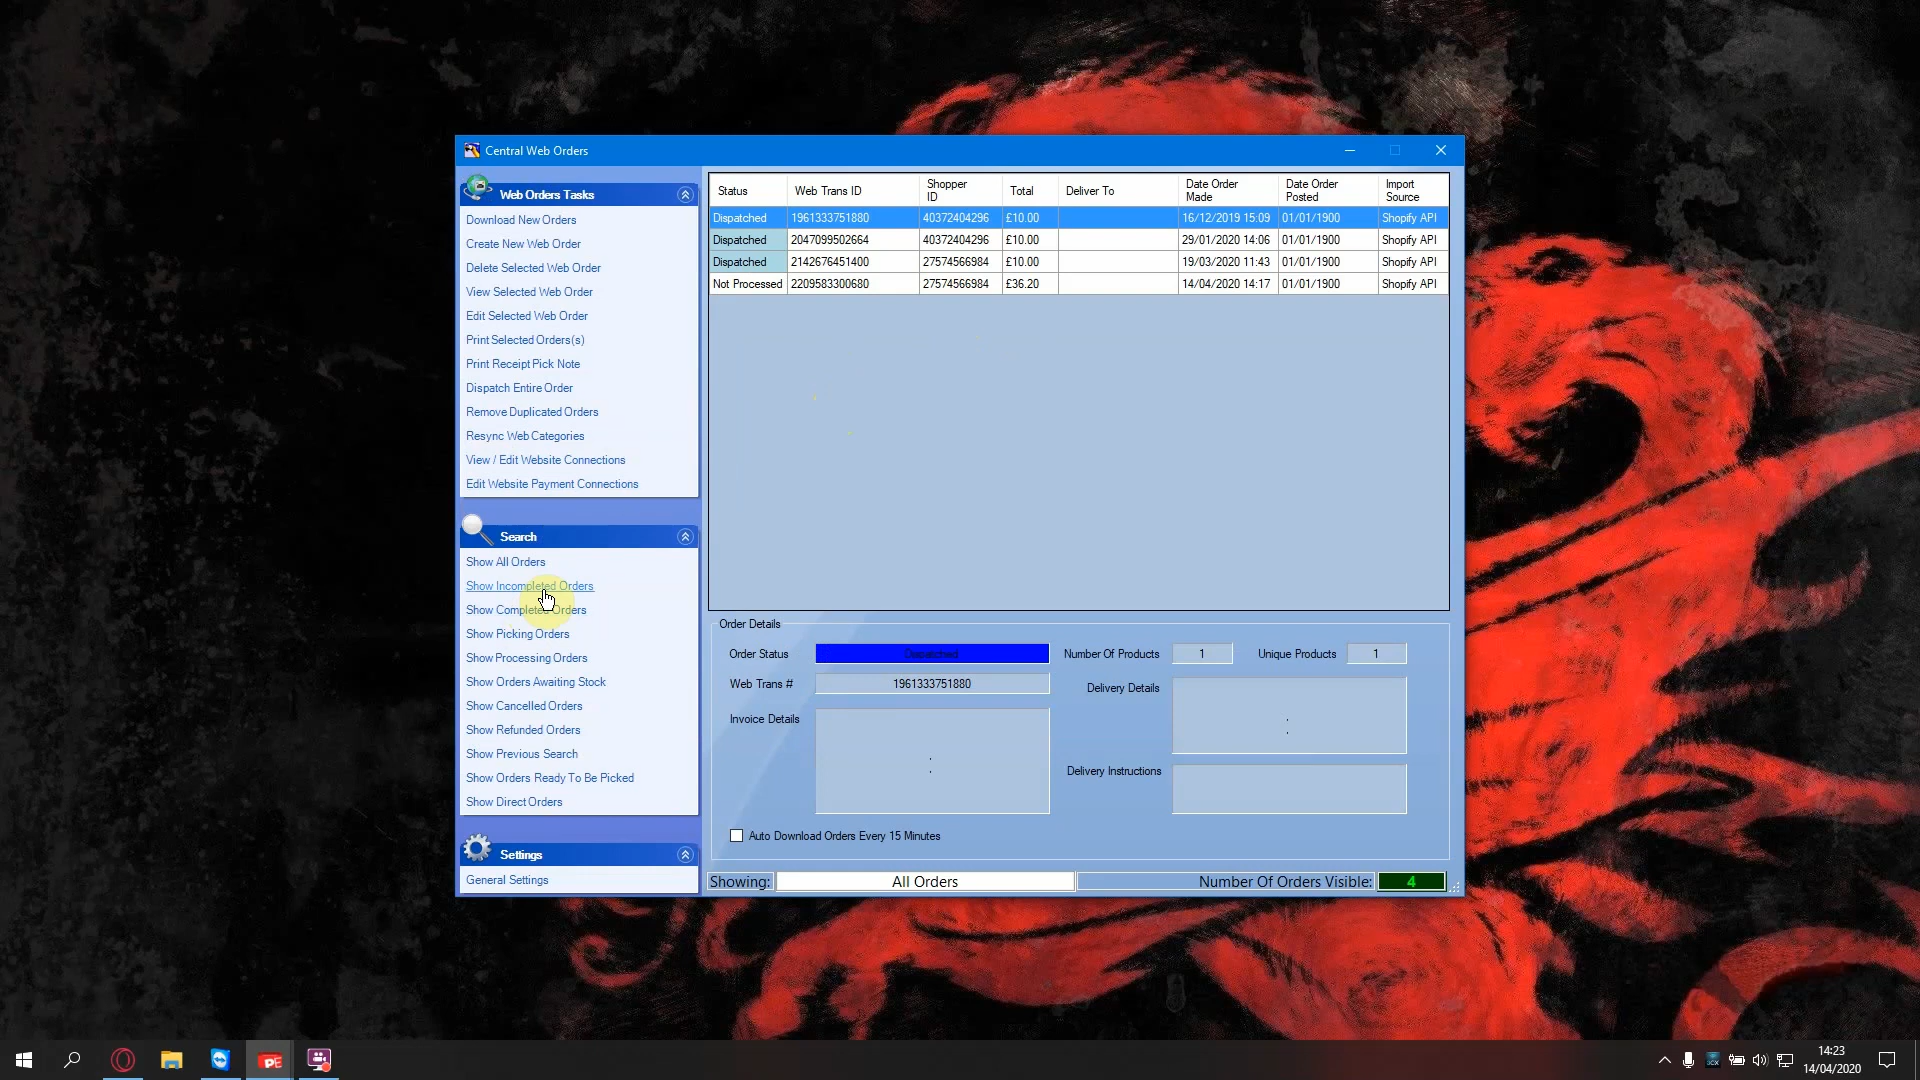 Central Web Orders
Web Orders Tasks
Download New Orders
Create New Web Order
Delete Selected Web Order
View Selected Web Order
Edit Selected Web Order
Print Selected Orders(s)
Print Receipt Pick Note
Dispatch Entire Order
Remove Duplicated Orders
Resync Web Categories
View / Edit Website Connections
Edit Website Payment Connections
Search
Show All Orders
Show Incompleted Orders
Show Completed Orders
Show Picking Orders
Show Processing Orders
Show Orders Awaiting Stock
Show Cancelled Orders
Show Refunded Orders
Show Previous Search
Show Orders Ready To Be Picked
Show Direct Orders
Settings
General Settings
Status Web Trans ID Shopper ID Total Deliver To Date Order Made Date Order Posted Import Source
Dispatched 1961333751880 40372404296 £10.00 16/12/2019 15:09 01/01/1900 Shopify API
Dispatched 2047099502664 40372404296 £10.00 29/01/2020 14:06 01/01/1900 Shopify API
Dispatched 2142676451400 27574566984 £10.00 19/03/2020 11:43 01/01/1900 Shopify API
Not Processed 2209583300680 27574566984 £36.20 14/04/2020 14:17 01/01/1900 Shopify API
Order Details
Order Status Dispatched Number Of Products 1 Unique Products 1
Web Trans # 1961333751880 Delivery Details
Invoice Details
Delivery Instructions
Auto Download Orders Every 15 Minutes
Showing: All Orders Number Of Orders Visible: 4
PE
14:23
14/04/2020